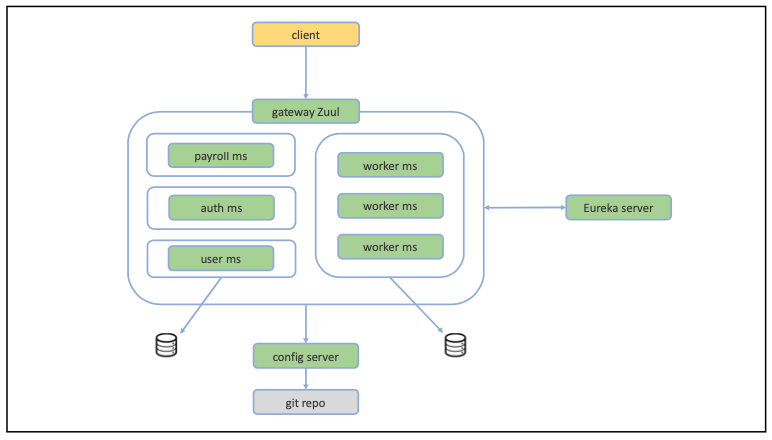 client
gateway Zuul
payroll ms
auth ms
user ms
worker ms
worker ms
worker ms
Eureka server
config server
git repo